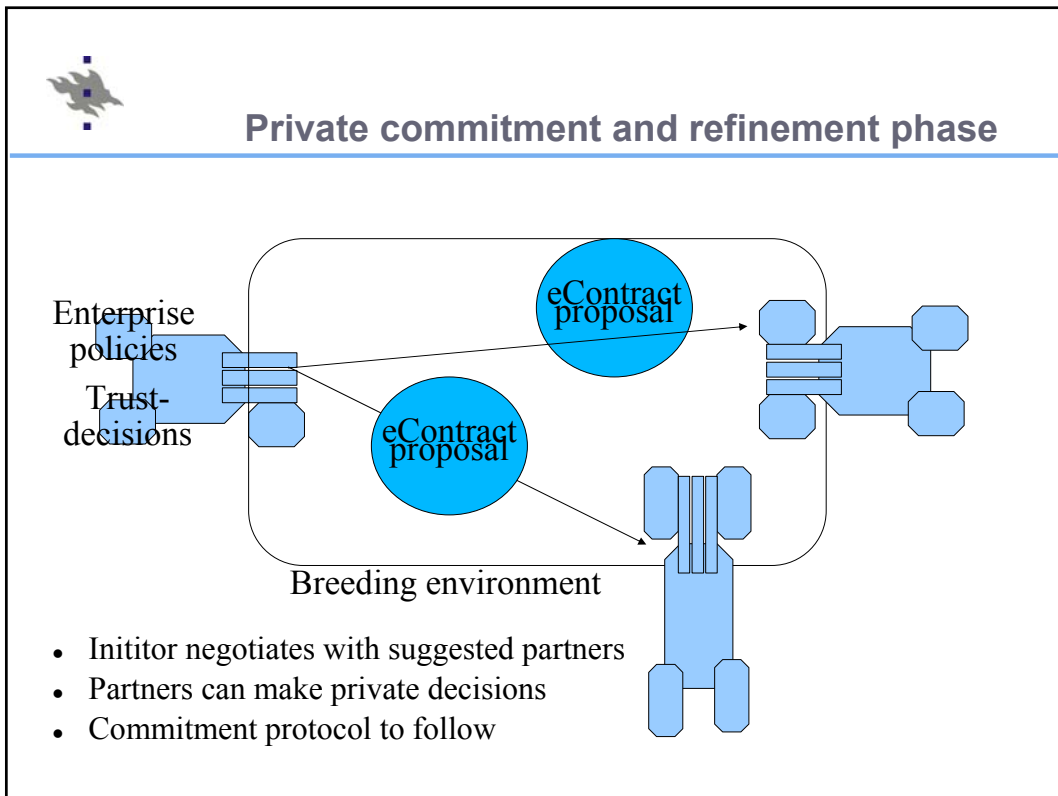 Private commitment and refinement phase
eContract
proposal
Enterprise
policies
Trust-
decisions
eContract
proposal
Breeding environment
• Inititor negotiates with suggested partners
• Partners can make private decisions
• Commitment protocol to follow